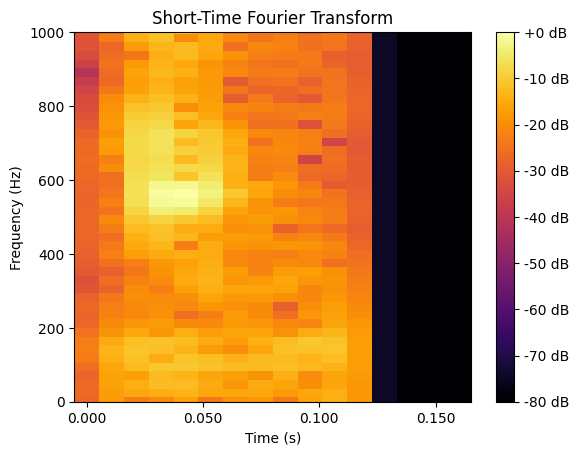 Short-Time Fourier Transform
1000
800
600
400
200
0
Frequency (Hz)
0.000
0.050
0.100
0.150
Time (s)
+0 dB
-10 dB
-20 dB
-30 dB
-40 dB
-50 dB
-60 dB
-70 dB
-80 dB